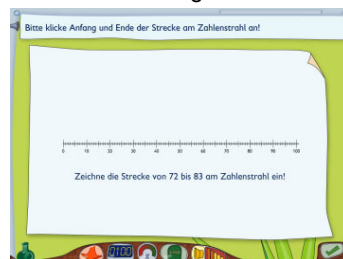 Bitte klicke Anfang und Ende der Strecke am Zahlenstrahl an!
0 10 20 30 40 50 60 70 80 90 100
Zeichne die Strecke von 72 bis 83 am Zahlenstrahl ein!